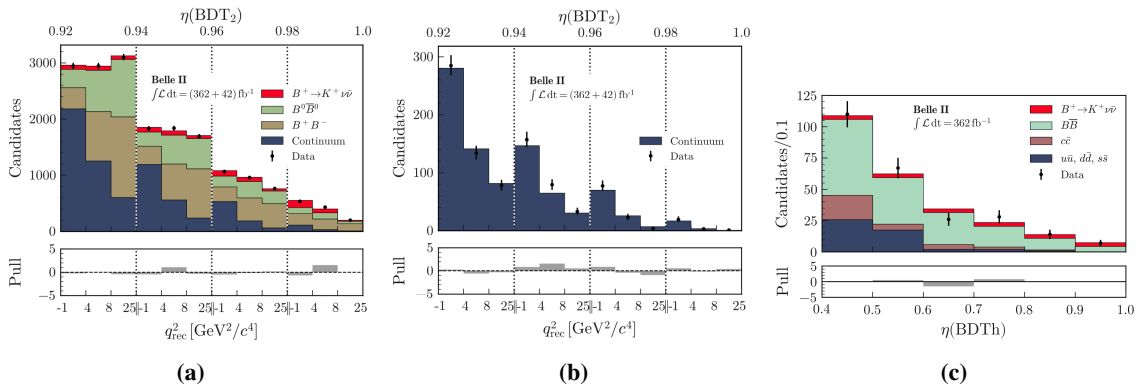 η(BDT₂)
0.92 0.94 0.96 0.98 1.0
Candidates
3000
2000
1000
0
Belle II
∫ℒ dt = (362 + 42) fb⁻¹
B⁺→K⁺νν̄
B⁰B̄⁰
B⁺B⁻
Continuum
Data
Pull
5
0
−5
-1 4 8 25|-1 4 8 25|-1 4 8 25|-1 4 8 25
q²rec [GeV²/c⁴]
(a)
η(BDT₂)
0.92 0.94 0.96 0.98 1.0
Candidates
300
200
100
0
Belle II
∫ℒ dt = (362 + 42) fb⁻¹
Continuum
Data
Pull
5
0
−5
-1 4 8 25|-1 4 8 25|-1 4 8 25|-1 4 8 25
q²rec [GeV²/c⁴]
(b)
Candidates/0.1
125
100
75
50
25
0
Belle II
∫ℒ dt = 362 fb⁻¹
B⁺→K⁺νν̄
BB̄
cc̄
uū, dd̄, ss̄
Data
Pull
5
0
−5
0.4 0.5 0.6 0.7 0.8 0.9 1.0
η(BDTh)
(c)